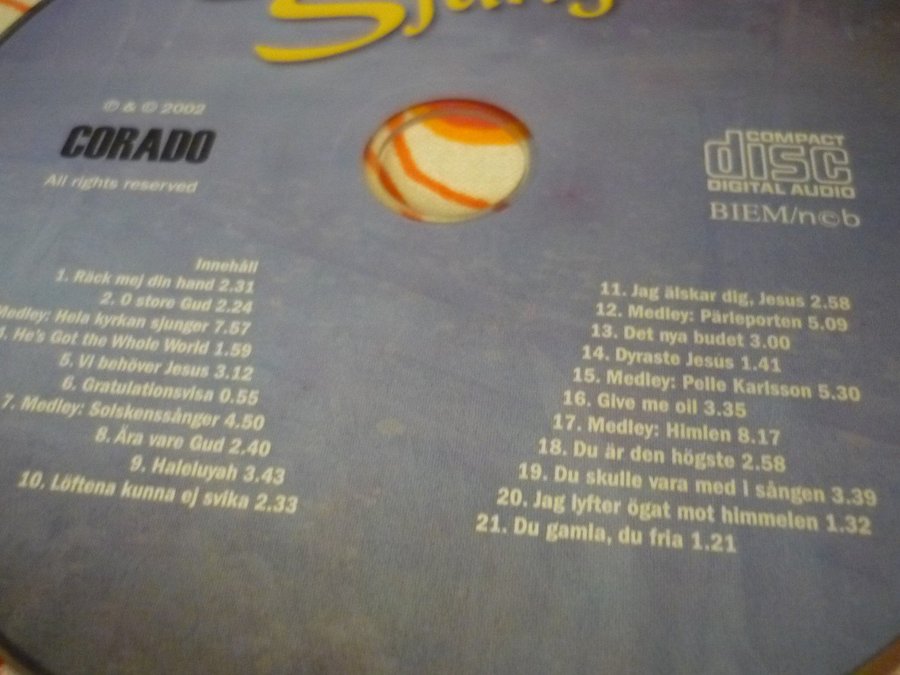 Sjung
℗ & © 2002
CORADO
All rights reserved
COMPACT
disc
DIGITAL AUDIO
BIEM/n©b
Innehåll
1. Räck mej din hand 2.31
2. O store Gud 2.24
Medley: Hela kyrkan sjunger 7.57
4. He's Got the Whole World 1.59
5. Vi behöver Jesus 3.12
6. Gratulationsvisa 0.55
7. Medley: Solskenssånger 4.50
8. Ära vare Gud 2.40
9. Haleluyah 3.43
10. Löftena kunna ej svika 2.33
11. Jag älskar dig, Jesus 2.58
12. Medley: Pärleporten 5.09
13. Det nya budet 3.00
14. Dyraste Jesus 1.41
15. Medley: Pelle Karlsson 5.30
16. Give me oil 3.35
17. Medley: Himlen 8.17
18. Du är den högste 2.58
19. Du skulle vara med i sången 3.39
20. Jag lyfter ögat mot himmelen 1.32
21. Du gamla, du fria 1.21